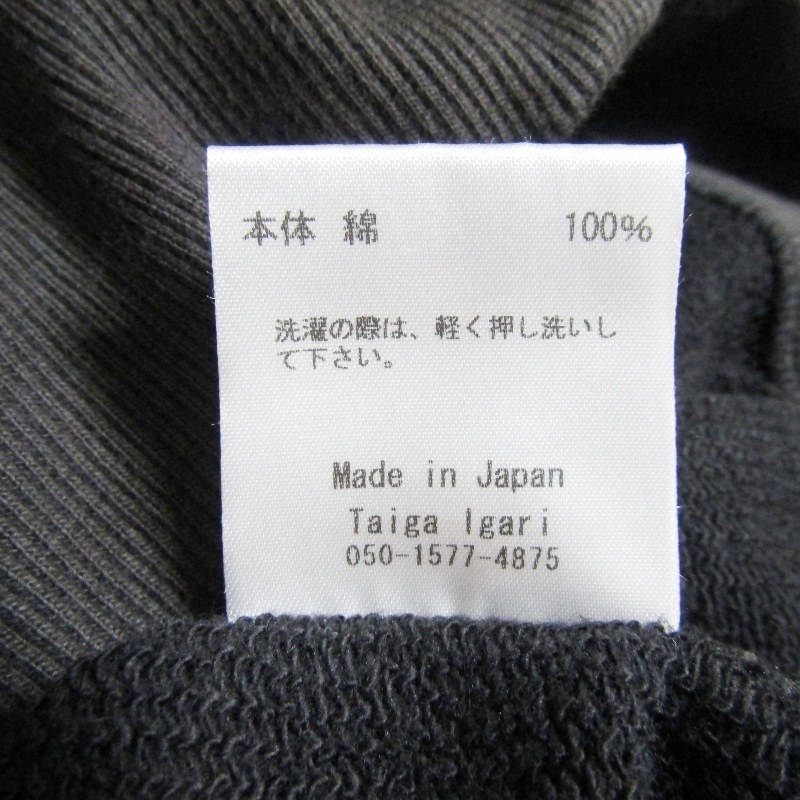 本体 綿 100%
洗濯の際は、軽く押し洗いし
て下さい。
Made in Japan
Taiga Igari
050-1577-4875